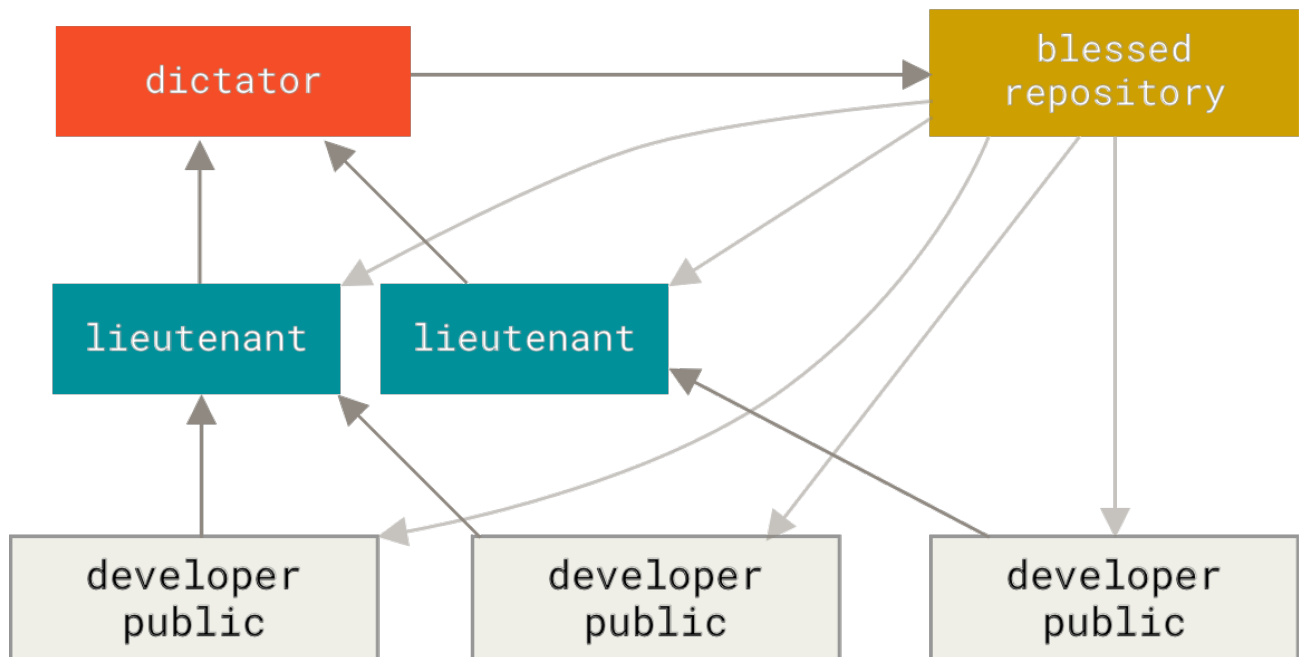 dictator
blessed
repository
lieutenant
lieutenant
developer
public
developer
public
developer
public